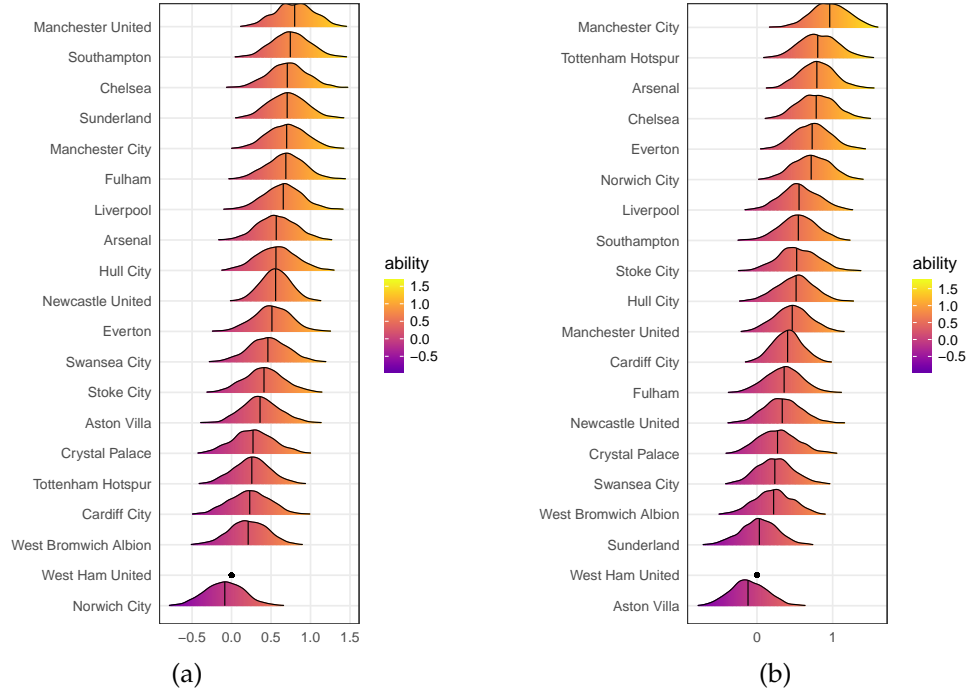 Manchester United
Southampton
Chelsea
Sunderland
Manchester City
Fulham
Liverpool
Arsenal
Hull City
Newcastle United
Everton
Swansea City
Stoke City
Aston Villa
Crystal Palace
Tottenham Hotspur
Cardiff City
West Bromwich Albion
West Ham United
Norwich City
−0.5 0.0 0.5 1.0 1.5
ability
1.5
1.0
0.5
0.0
−0.5
(a)
Manchester City
Tottenham Hotspur
Arsenal
Chelsea
Everton
Norwich City
Liverpool
Southampton
Stoke City
Hull City
Manchester United
Cardiff City
Fulham
Newcastle United
Crystal Palace
Swansea City
West Bromwich Albion
Sunderland
West Ham United
Aston Villa
0 1
ability
1.5
1.0
0.5
0.0
−0.5
(b)